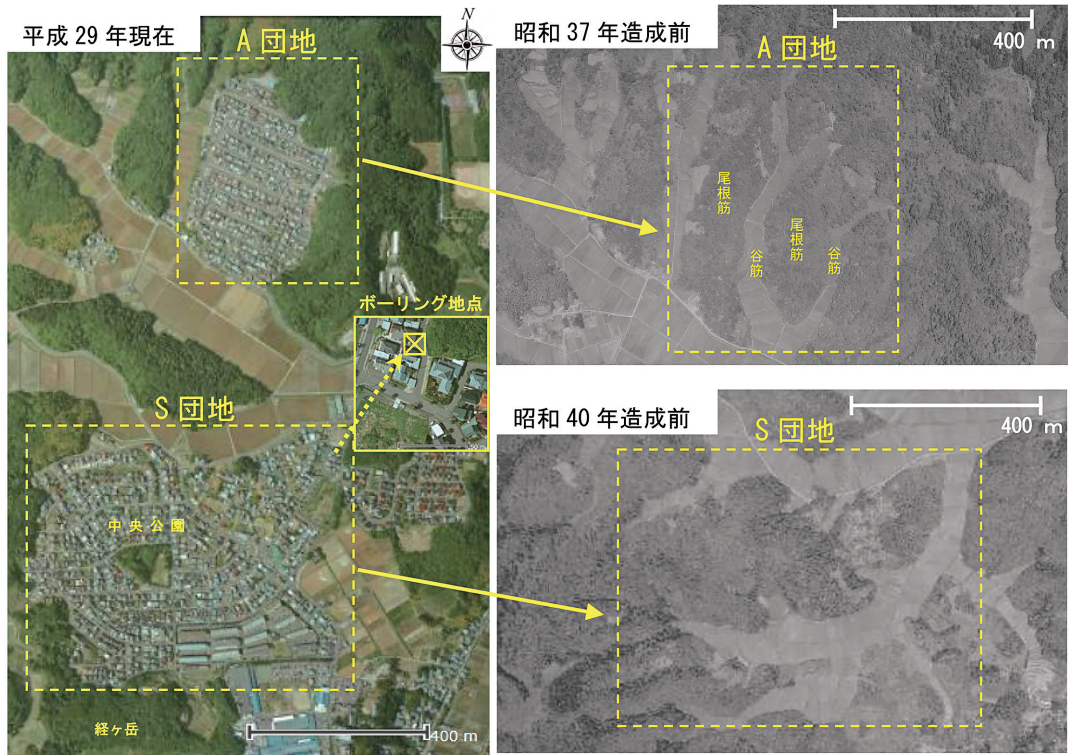 平成 29 年現在
A 団地
N
ボーリング地点
50 m
S 団地
中央公園
経ヶ岳
400 m
昭和 37 年造成前
400 m
A 団地
尾根筋
尾根筋
谷筋
谷筋
昭和 40 年造成前
400 m
S 団地